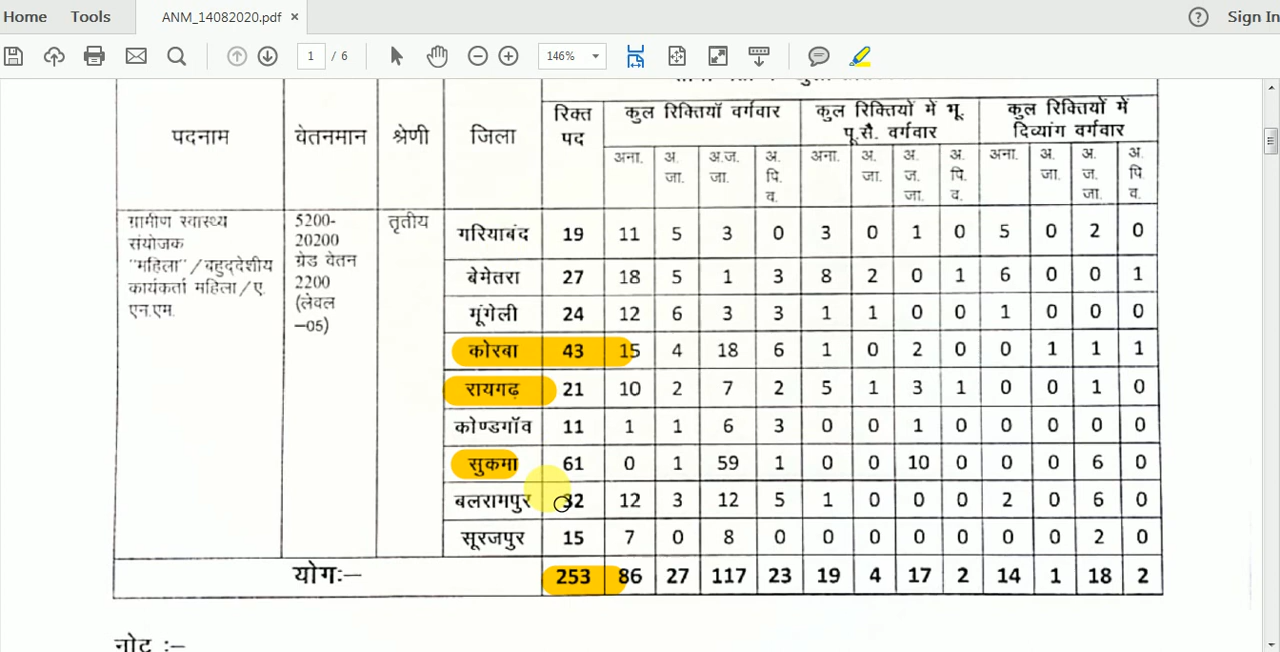 Home Tools ANM_14082020.pdf × ? Sign In
1 / 6 146%
पदनाम वेतनमान श्रेणी जिला रिक्त पद कुल रिक्तियॉ वर्गवार कुल रिक्तियों में भू. पू.सै. वर्गवार कुल रिक्तियों में दिव्यांग वर्गवार
अना. अ. जा. अ.ज. जा. अ. पि. व. अना. अ. जा. अ. ज. जा. अ. पि. व. अना. अ. जा. अ. ज. जा. अ. पि. व.
ग्रामीण स्वास्थ्य
संयोजक
"महिला"/बहुद्देशीय
कार्यकर्ता महिला/ए.
एन.एम.
5200-
20200
ग्रेड वेतन
2200
(लेवल
–05)
तृतीय
गरियाबंद 19 11 5 3 0 3 0 1 0 5 0 2 0
बेमेतरा 27 18 5 1 3 8 2 0 1 6 0 0 1
मूंगेली 24 12 6 3 3 1 1 0 0 1 0 0 0
कोरबा 43 15 4 18 6 1 0 2 0 0 1 1 1
रायगढ़ 21 10 2 7 2 5 1 3 1 0 0 1 0
कोण्डगॉव 11 1 1 6 3 0 0 1 0 0 0 0 0
सुकमा 61 0 1 59 1 0 0 10 0 0 0 6 0
बलरामपुर 32 12 3 12 5 1 0 0 0 2 0 6 0
सूरजपुर 15 7 0 8 0 0 0 0 0 0 0 2 0
योगः– 253 86 27 117 23 19 4 17 2 14 1 18 2
नोट :–